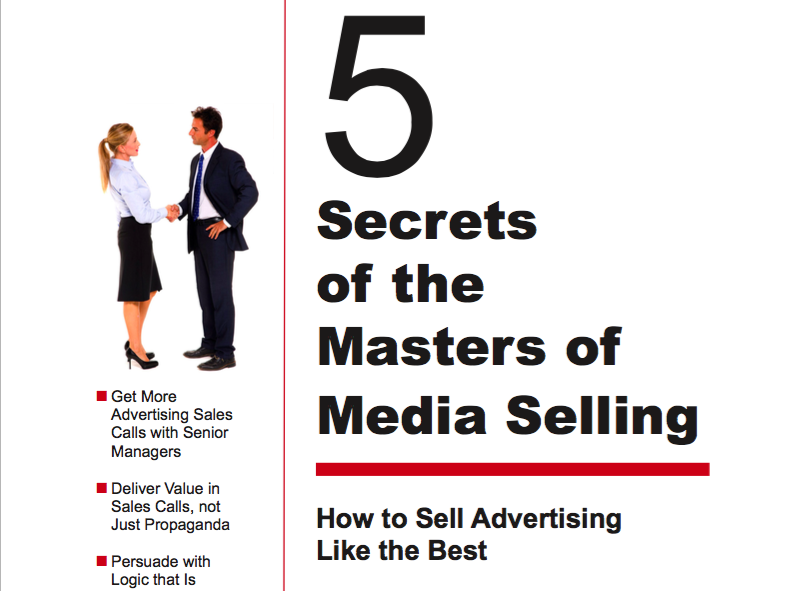 5
Secrets
of the
Masters of
Media Selling
How to Sell Advertising
Like the Best
Get More
Advertising Sales
Calls with Senior
Managers
Deliver Value in
Sales Calls, not
Just Propaganda
Persuade with
Logic that Is